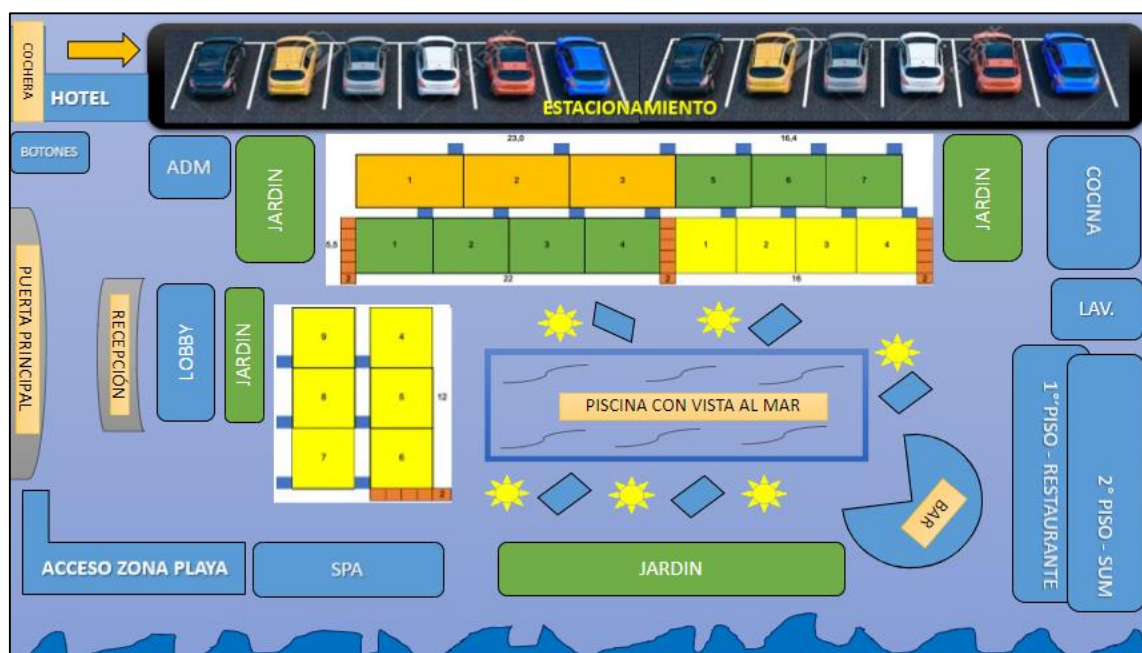 COCHERA
HOTEL
ESTACIONAMIENTO
BOTONES
ADM
JARDIN
23,0
16,4
1
2
3
5
6
7
5,5
1
2
3
4
1
2
3
4
2
22
2
16
2
JARDIN
COCINA
PUERTA PRINCIPAL
RECEPCIÓN
LOBBY
JARDIN
9
4
8
5
12
7
6
2
PISCINA CON VISTA AL MAR
LAV.
1°´PISO - RESTAURANTE
2° PISO - SUM
BAR
ACCESO ZONA PLAYA
SPA
JARDIN